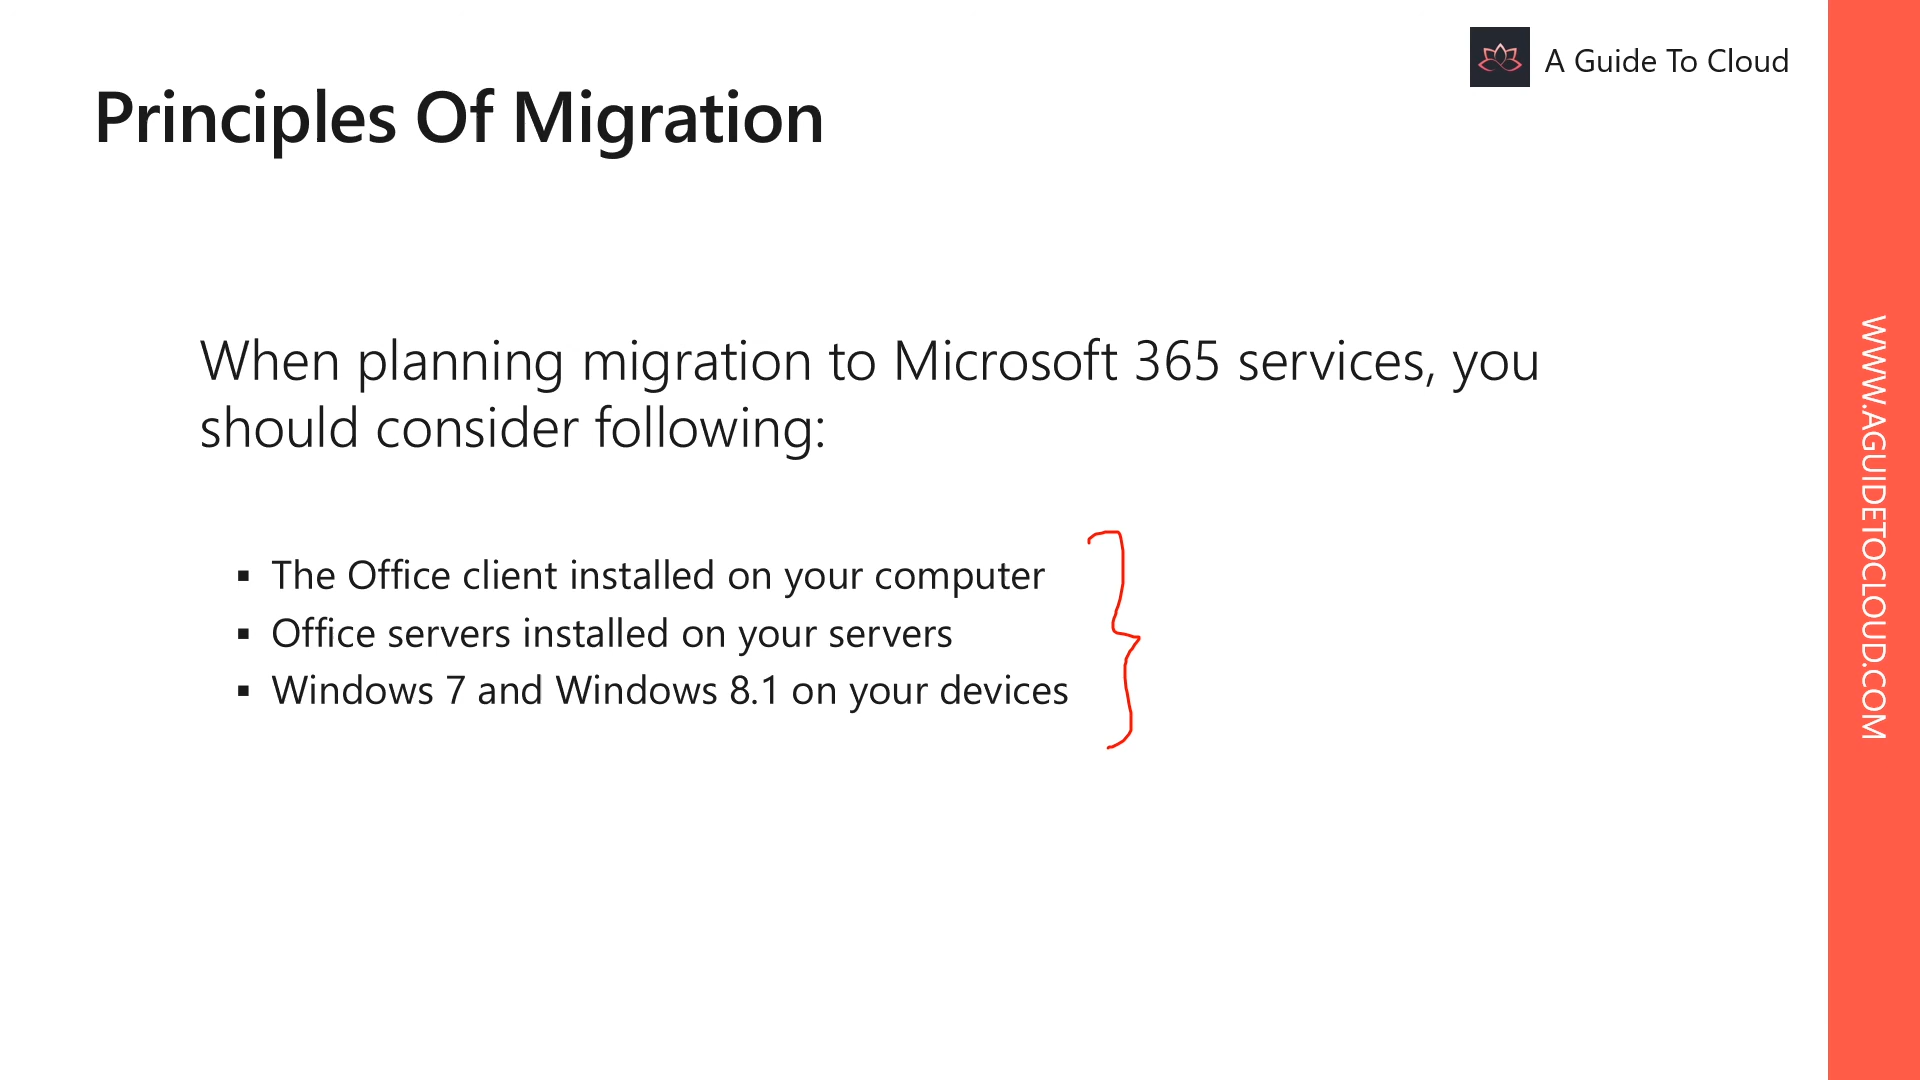 A Guide To Cloud
Principles Of Migration
When planning migration to Microsoft 365 services, you
should consider following:
▪ The Office client installed on your computer
▪ Office servers installed on your servers
▪ Windows 7 and Windows 8.1 on your devices
WWW.AGUIDETOCLOUD.COM